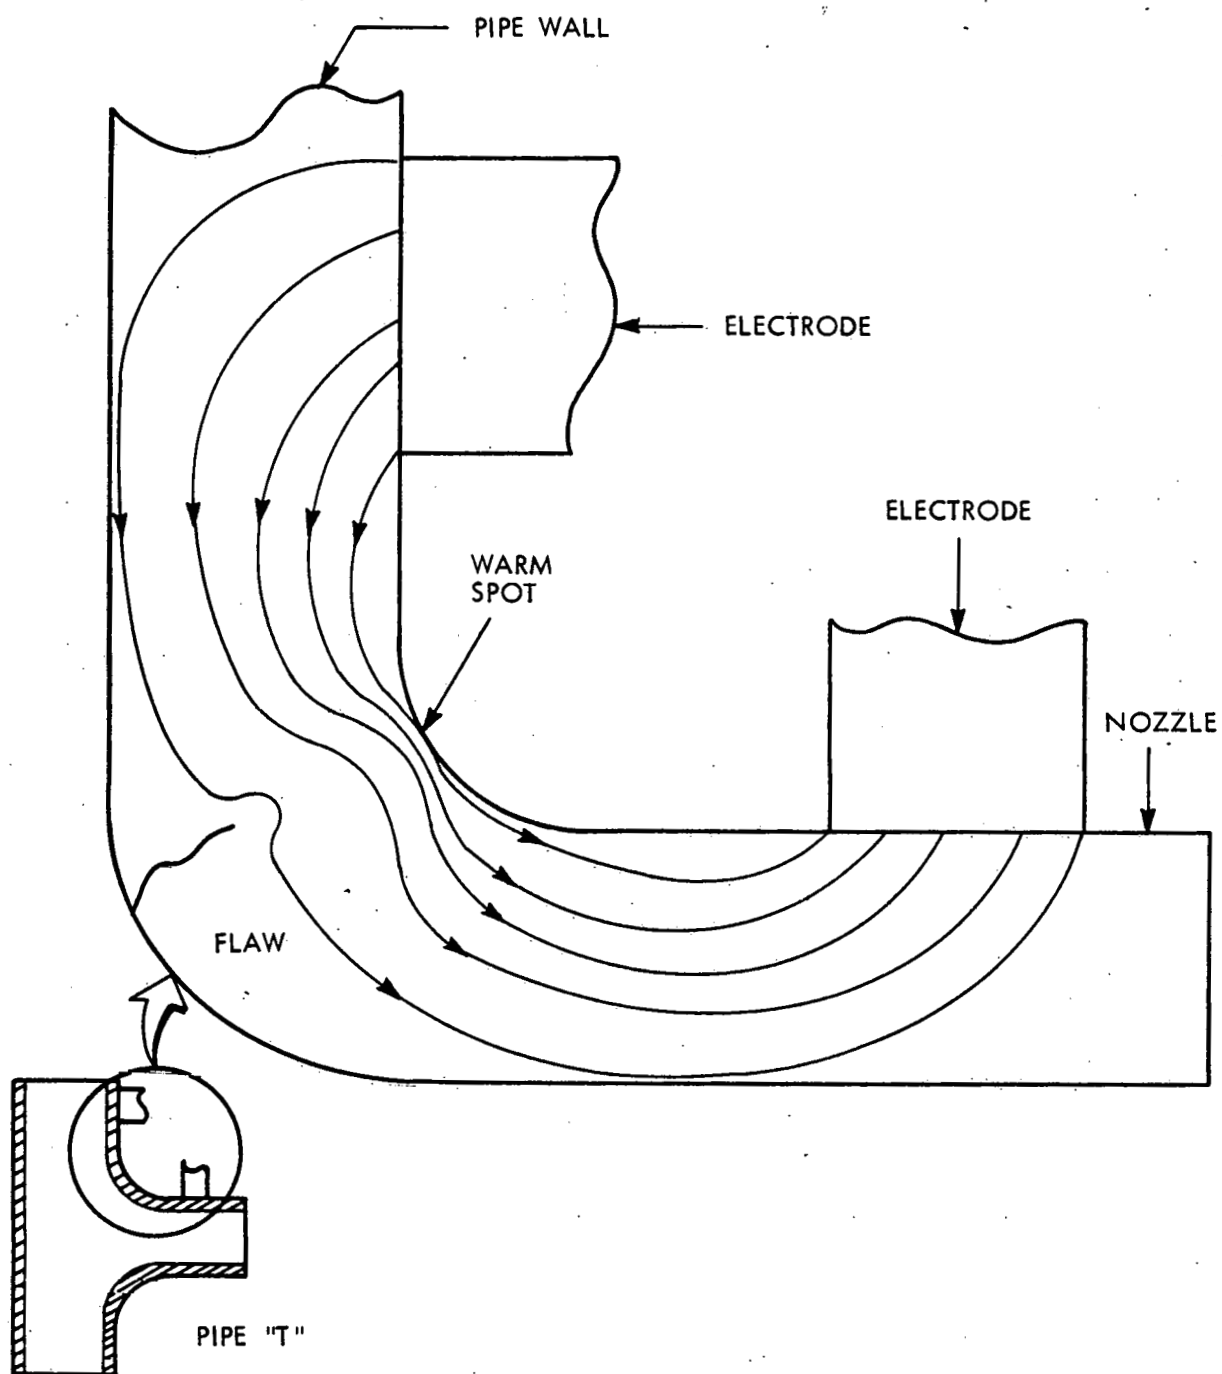 PIPE WALL
ELECTRODE
ELECTRODE
WARM
SPOT
NOZZLE
FLAW
PIPE "T"